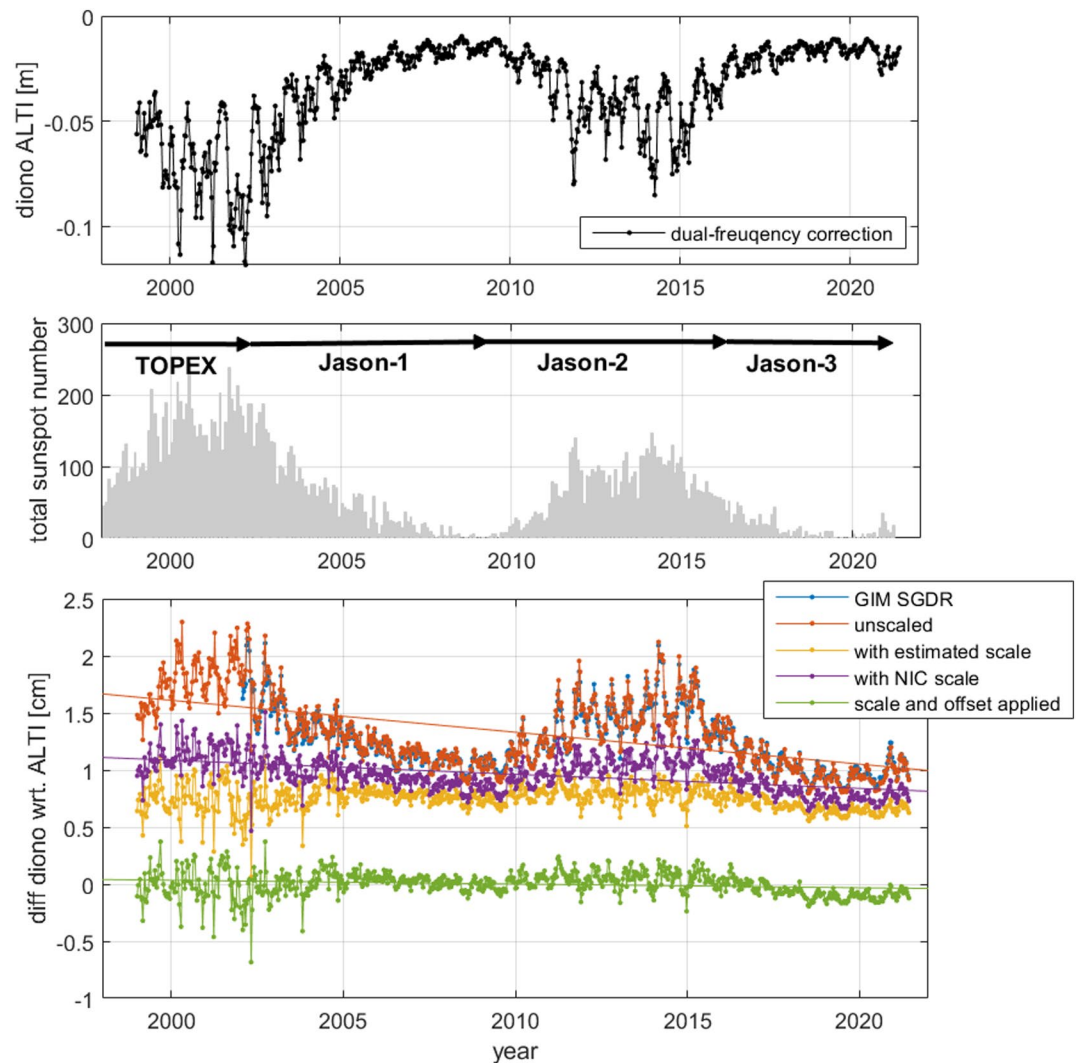 0
-0.05
-0.1
diono ALTI [m]
dual-freuqency correction
2000 2005 2010 2015 2020
300
200
100
0
total sunspot number
TOPEX Jason-1 Jason-2 Jason-3
2000 2005 2010 2015 2020
GIM SGDR
unscaled
with estimated scale
with NIC scale
scale and offset applied
2.5
2
1.5
1
0.5
0
-0.5
-1
diff diono wrt. ALTI [cm]
2000 2005 2010 2015 2020
year